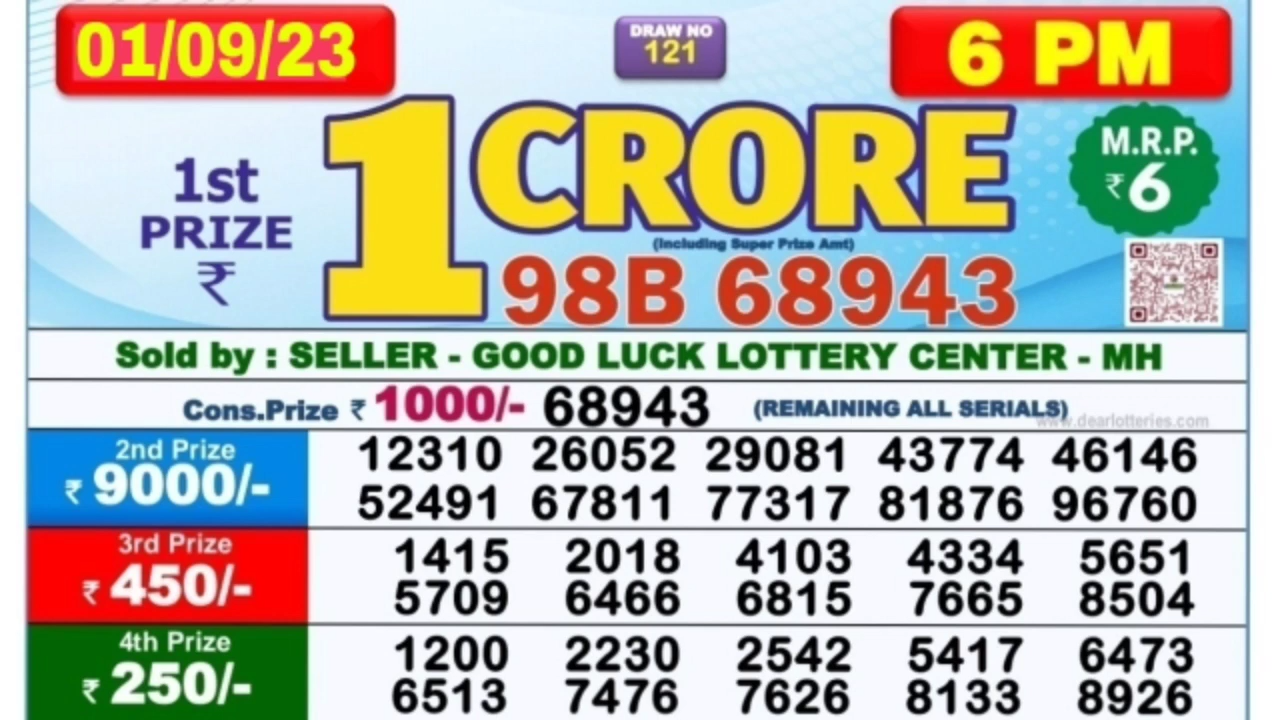 01/09/23
DRAW NO
121
6 PM
1st
PRIZE
₹
1 CRORE
(Including Super Prize Amt)
98B 68943
M.R.P.
₹6
Sold by : SELLER - GOOD LUCK LOTTERY CENTER - MH
Cons.Prize ₹ 1000/- 68943 (REMAINING ALL SERIALS)
www.dearlotteries.com
2nd Prize
₹ 9000/-
12310 26052 29081 43774 46146
52491 67811 77317 81876 96760
3rd Prize
₹ 450/-
1415 2018 4103 4334 5651
5709 6466 6815 7665 8504
4th Prize
₹ 250/-
1200 2230 2542 5417 6473
6513 7476 7626 8133 8926